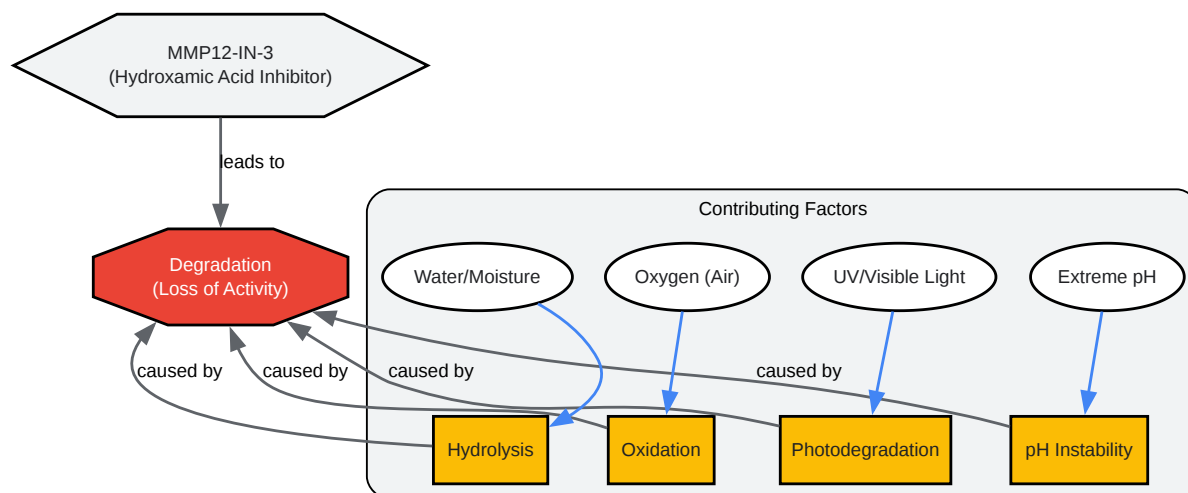 MMP12-IN-3
(Hydroxamic Acid Inhibitor)
leads to
Contributing Factors
Degradation
(Loss of Activity)
Water/Moisture
Oxygen (Air)
UV/Visible Light
Extreme pH
caused by
caused by
caused by
caused by
Hydrolysis
Oxidation
Photodegradation
pH Instability